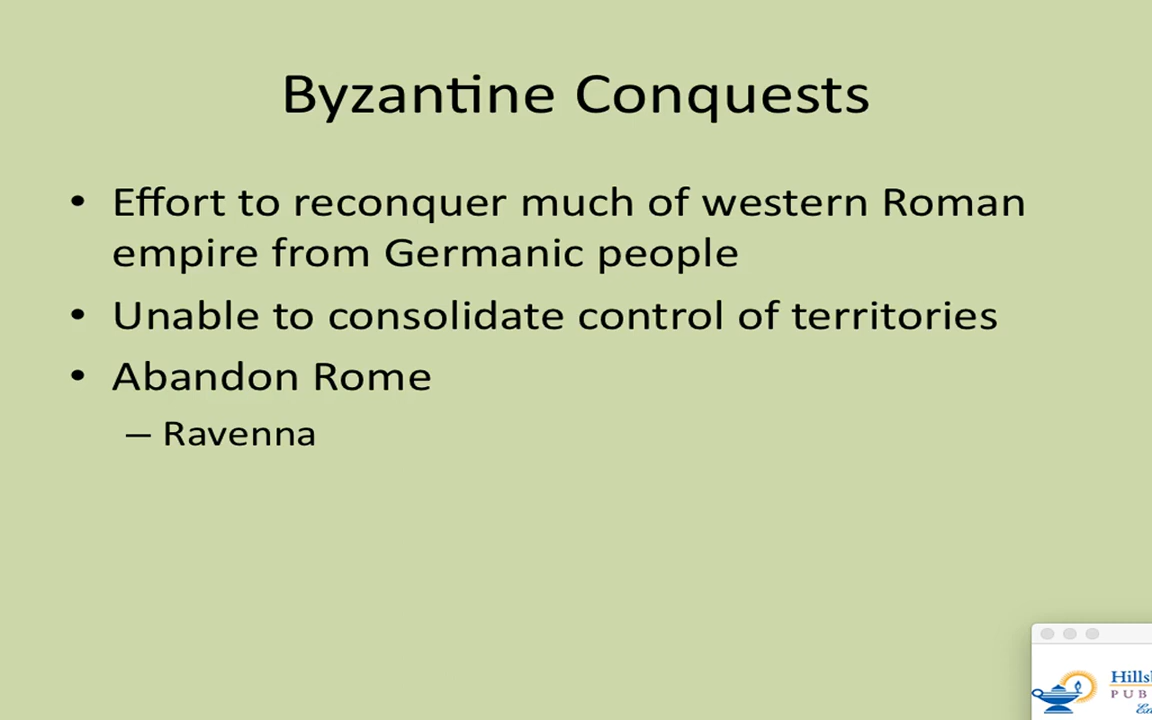 Byzantine Conquests
• Effort to reconquer much of western Roman
empire from Germanic people
• Unable to consolidate control of territories
• Abandon Rome
– Ravenna
PUB